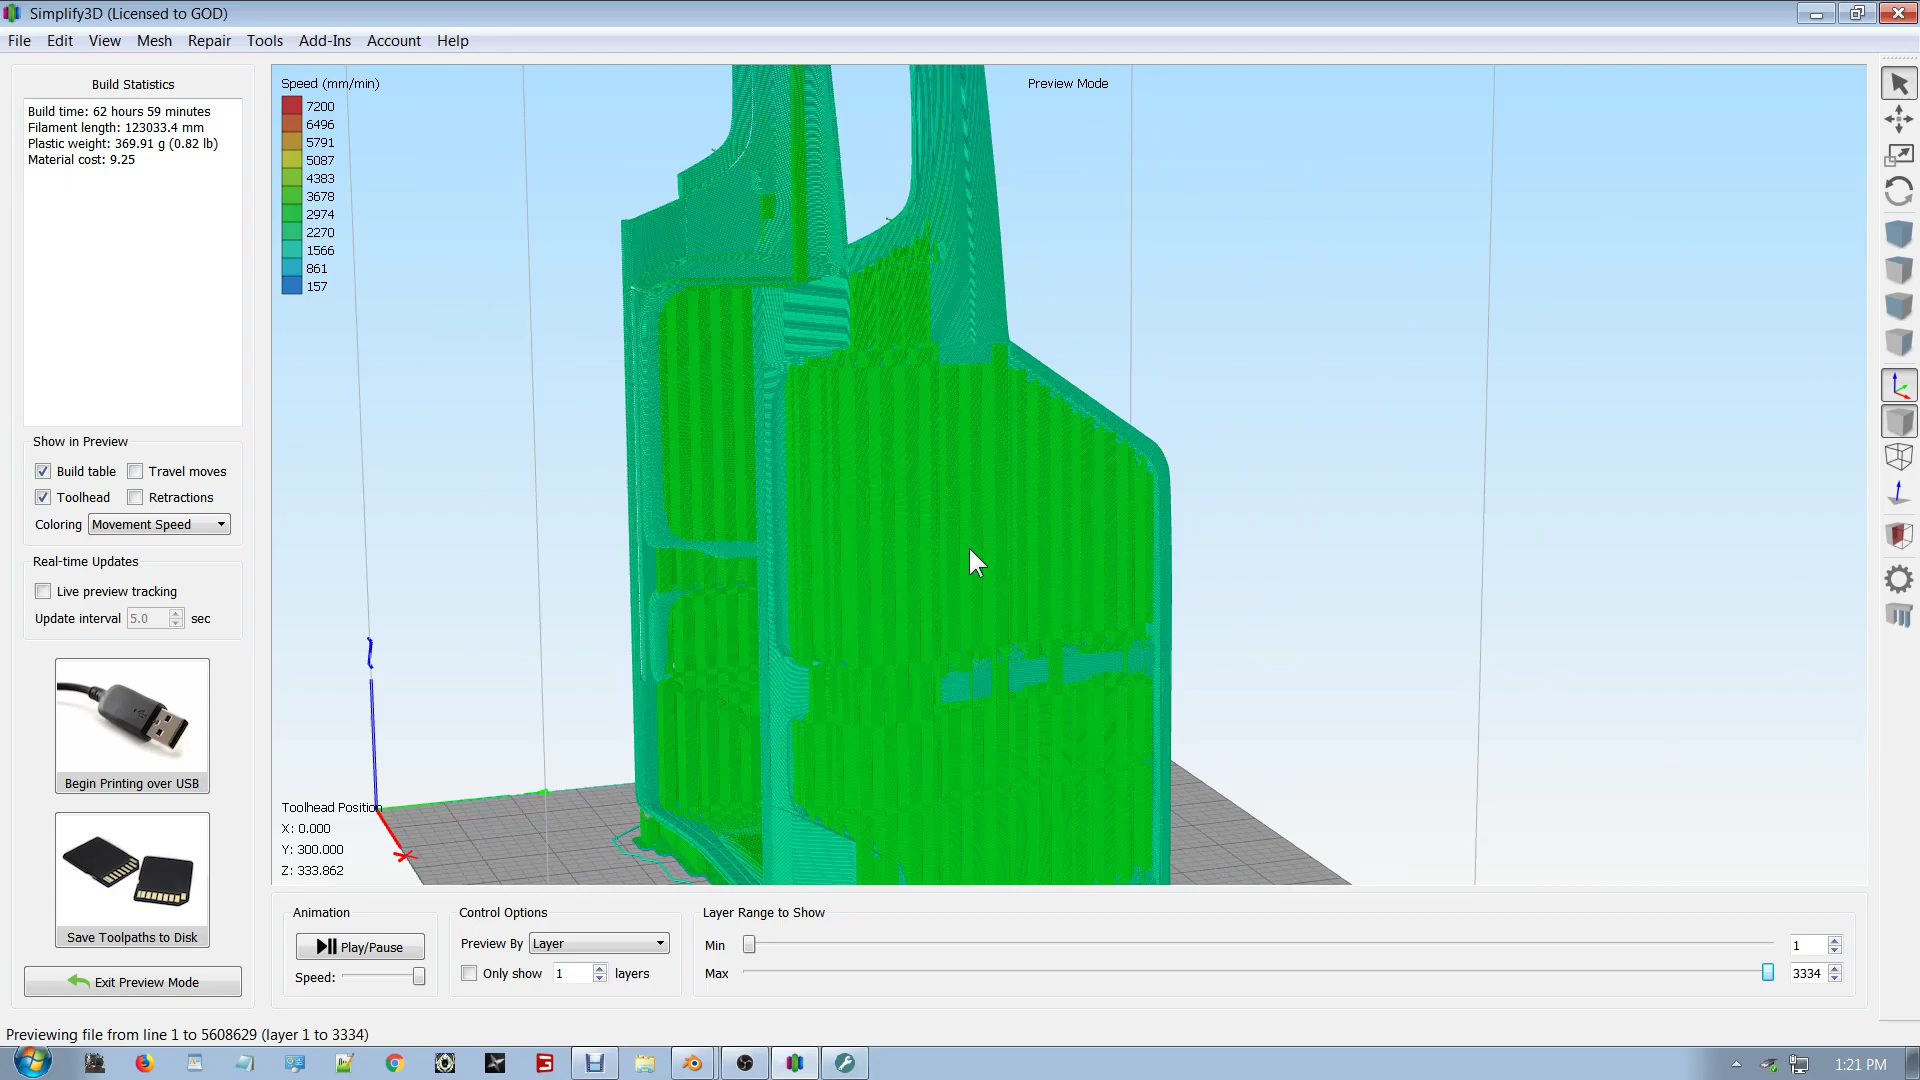 Simplify3D (Licensed to GOD)
File Edit View Mesh Repair Tools Add-Ins Account Help
Build Statistics
Build time: 62 hours 59 minutes
Filament length: 123033.4 mm
Plastic weight: 369.91 g (0.82 lb)
Material cost: 9.25
Show in Preview
Build table Travel moves
Toolhead Retractions
Coloring Movement Speed
Real-time Updates
Live preview tracking
Update interval 5.0 sec
Begin Printing over USB
Save Toolpaths to Disk
Exit Preview Mode
Speed (mm/min)
7200
6496
5791
5087
4383
3678
2974
2270
1566
861
157
Preview Mode
Toolhead Position
X: 0.000
Y: 300.000
Z: 333.862
Animation
Play/Pause
Speed:
Control Options
Preview By Layer
Only show 1 layers
Layer Range to Show
Min 1
Max 3334
Previewing file from line 1 to 5608629 (layer 1 to 3334)
1:21 PM